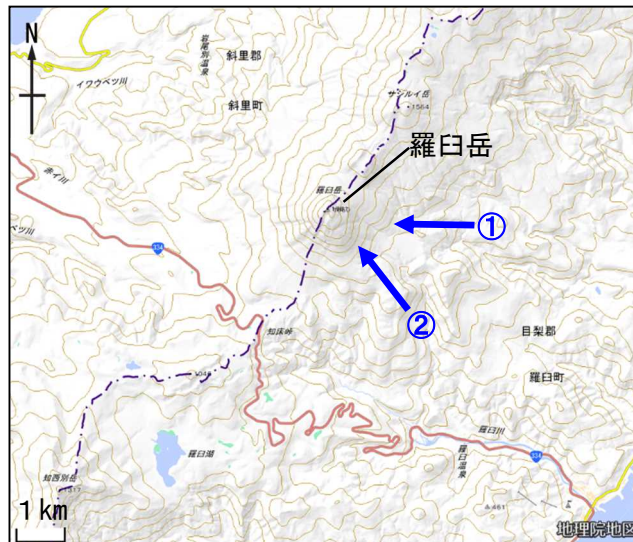 N
岩尾別温泉
斜里郡
イワウベツ川
斜里町
サシルイ岳
1564
羅臼岳
赤イ川
羅臼岳
ベツ川
①
334
②
知床峠
目梨郡
羅臼町
羅臼川
羅臼湖
羅臼温泉
334
知西別岳
1317
461
1km
地理院地図